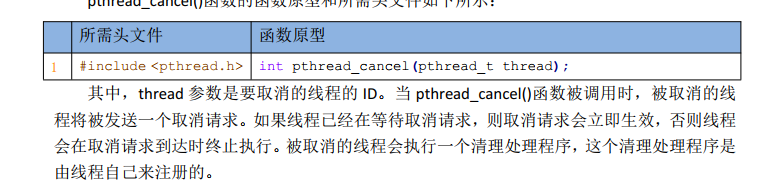 pthread_cancel()函数的函数原型和所需头文件如下所示：
所需头文件 函数原型
1 #include <pthread.h> int pthread_cancel(pthread_t thread);
其中，thread 参数是要取消的线程的 ID。当 pthread_cancel()函数被调用时，被取消的线
程将被发送一个取消请求。如果线程已经在等待取消请求，则取消请求会立即生效，否则线程
会在取消请求到达时终止执行。被取消的线程会执行一个清理处理程序，这个清理处理程序是
由线程自己来注册的。